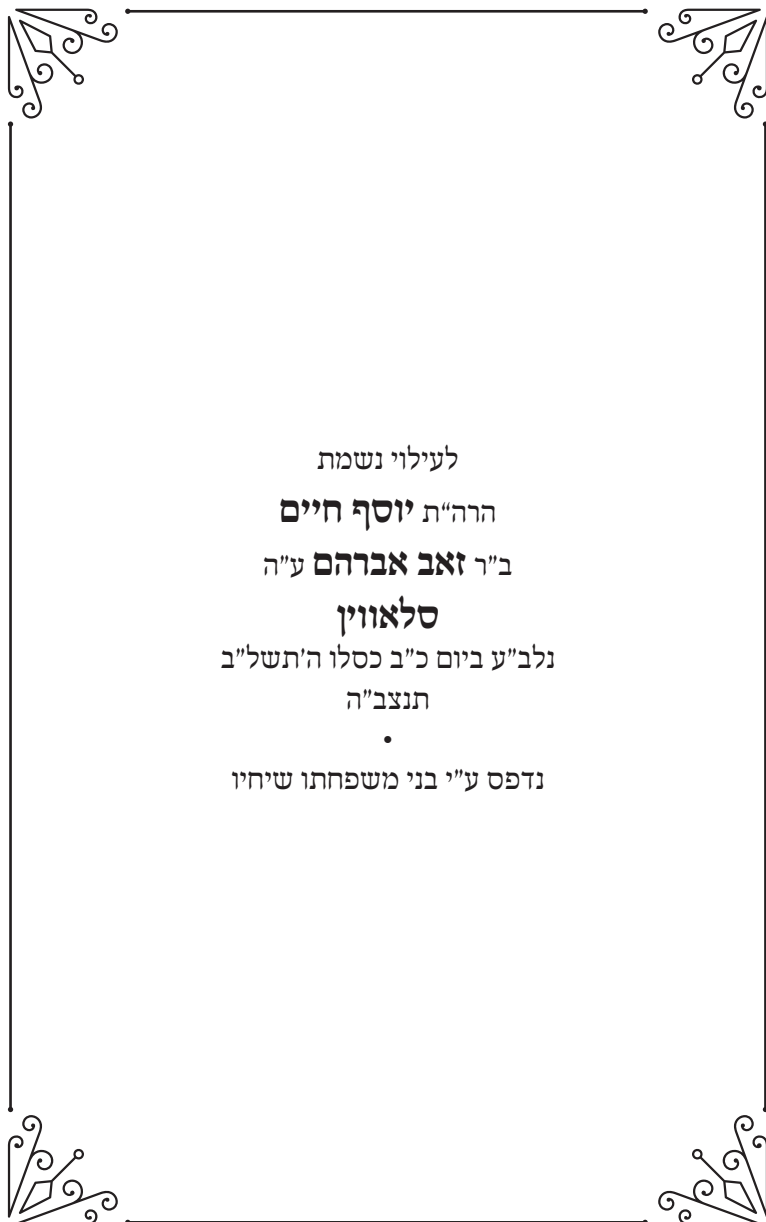 לעילוי נשמת
הרה"ת יוסף חיים
ב"ר זאב אברהם ע"ה
סלאווין
נלב"ע ביום כ"ב כסלו ה'תשל"ב
תנצב"ה
•
נדפס ע"י בני משפחתו שיחיו